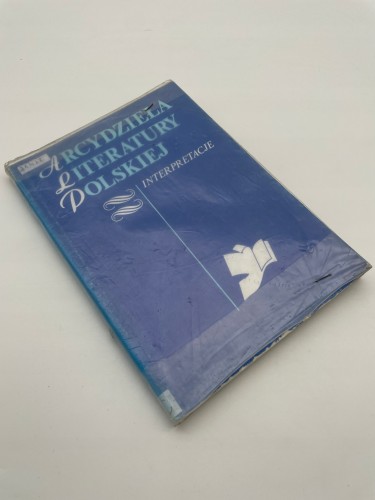 ARCYDZIEŁA
LITERATURY
POLSKIEJ
INTERPRETACJE